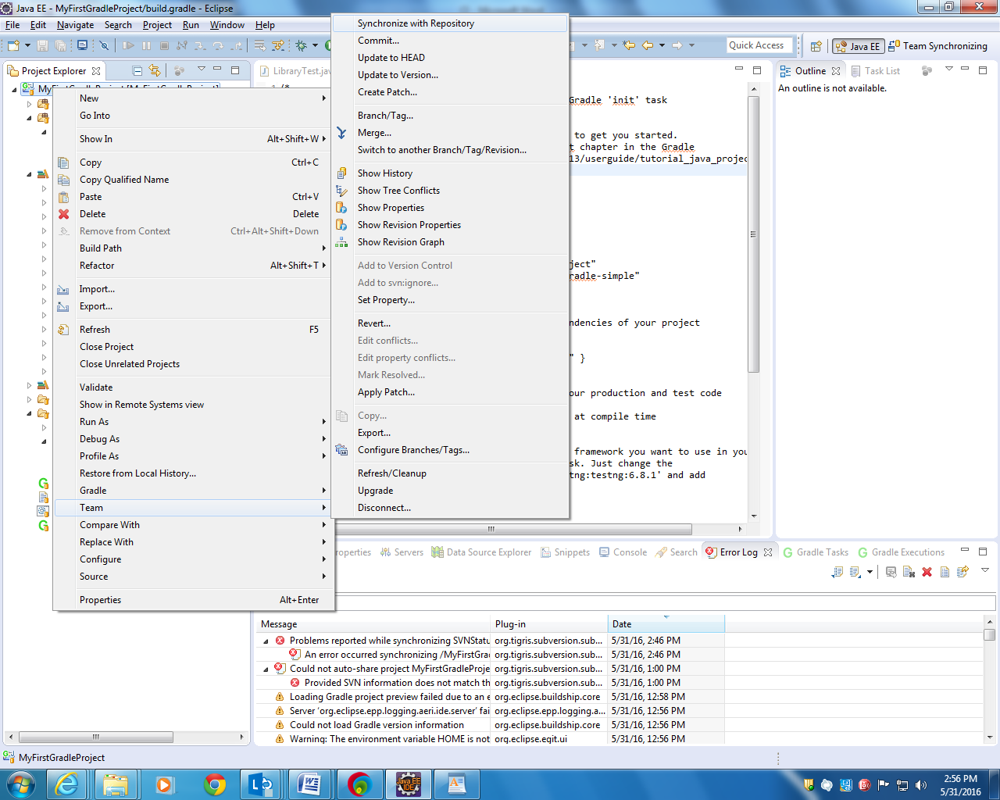 Java EE - MyFirstGradleProject/build.gradle - Eclipse
File Edit Navigate Search Project Run Window Help
Quick Access
Java EE
Team Synchronizing
Project Explorer
New
Go Into
Show In Alt+Shift+W
Copy Ctrl+C
Copy Qualified Name
Paste Ctrl+V
Delete Delete
Remove from Context Ctrl+Alt+Shift+Down
Build Path
Refactor Alt+Shift+T
Import...
Export...
Refresh F5
Close Project
Close Unrelated Projects
Validate
Show in Remote Systems view
Run As
Debug As
Profile As
Restore from Local History...
Gradle
Team
Compare With
Replace With
Configure
Source
Properties Alt+Enter
Synchronize with Repository
Commit...
Update to HEAD
Update to Version...
Create Patch...
Branch/Tag...
Merge...
Switch to another Branch/Tag/Revision...
Show History
Show Tree Conflicts
Show Properties
Show Revision Properties
Show Revision Graph
Add to Version Control
Add to svn:ignore...
Set Property...
Revert...
Edit conflicts...
Edit property conflicts...
Mark Resolved...
Apply Patch...
Copy...
Export...
Configure Branches/Tags...
Refresh/Cleanup
Upgrade
Disconnect...
LibraryTest.jav
1 /*
Gradle 'init' task
to get you started.
t chapter in the Gradle
13/userguide/tutorial_java_projec
ject"
radle-simple"
ndencies of your project
" }
our production and test code
at compile time
framework you want to use in you
sk. Just change the
stng:testng:6.8.1' and add
Outline
Task List
An outline is not available.
roperties
Servers
Data Source Explorer
Snippets
Console
Search
Error Log
Gradle Tasks
Gradle Executions
Message Plug-in Date
Problems reported while synchronizing SVNStatu org.tigris.subversion.sub... 5/31/16, 2:46 PM
An error occurred synchronizing /MyFirstGrad org.tigris.subversion.sub... 5/31/16, 2:46 PM
Could not auto-share project MyFirstGradleProje org.tigris.subversion.sub... 5/31/16, 1:00 PM
Provided SVN information does not match th org.tigris.subversion.sub... 5/31/16, 1:00 PM
Loading Gradle project preview failed due to an e org.eclipse.buildship.core 5/31/16, 12:58 PM
Server 'org.eclipse.epp.logging.aeri.ide.server' fai org.eclipse.epp.logging.a... 5/31/16, 12:56 PM
Could not load Gradle version information org.eclipse.buildship.core 5/31/16, 12:56 PM
Warning: The environment variable HOME is not org.eclipse.egit.ui 5/31/16, 12:56 PM
MyFirstGradleProject
Java EE
IDE
2:56 PM
5/31/2016